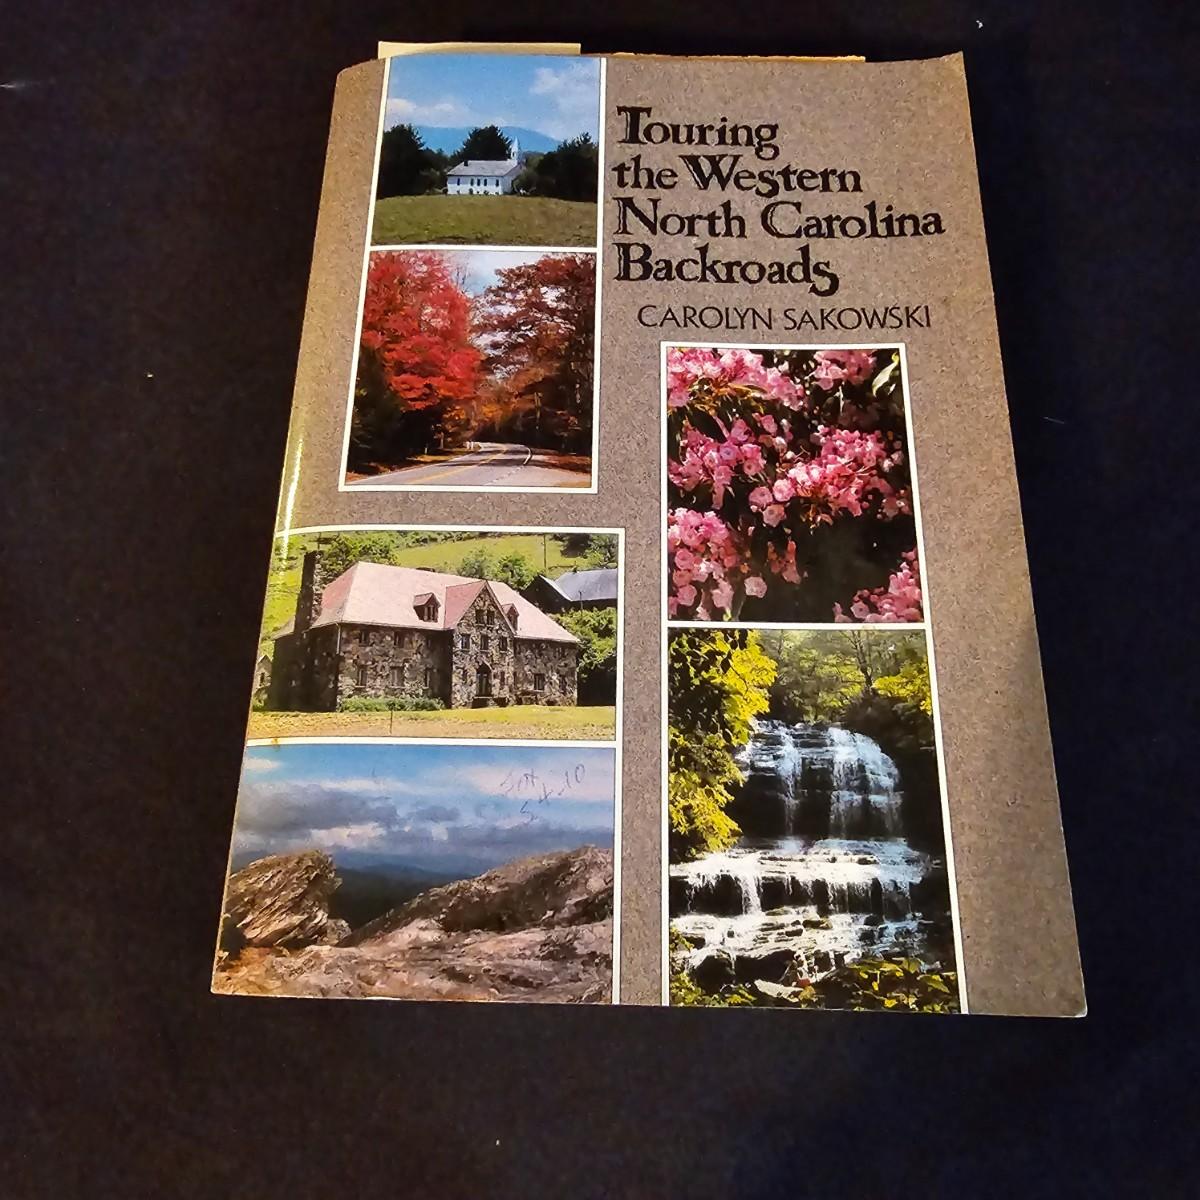 Touring
the Western
North Carolina
Backroads
CAROLYN SAKOWSKI